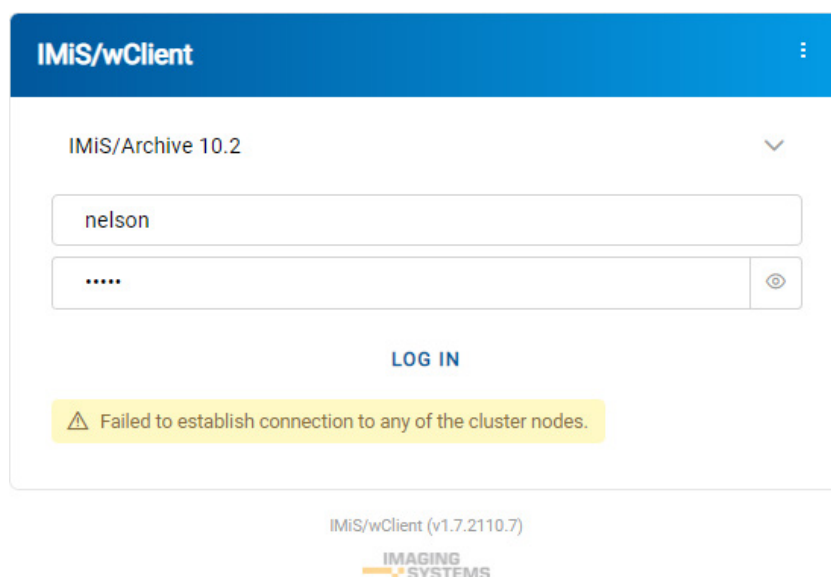 IMiS/wClient
IMiS/Archive 10.2
nelson
•••••
LOG IN
Failed to establish connection to any of the cluster nodes.
IMiS/wClient (v1.7.2110.7)
IMAGING
SYSTEMS